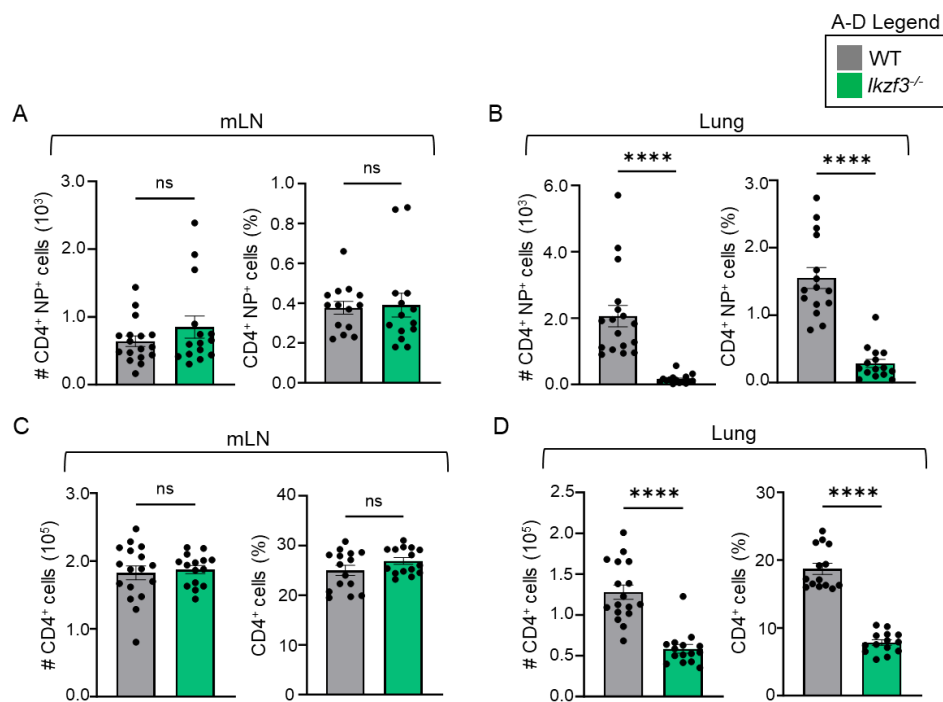 A-D Legend
WT
Ikzf3-/-
A
mLN
ns
# CD4+ NP+ cells (10³)
3.0
2.0
1.0
0.0
ns
CD4+ NP+ cells (%)
1.0
0.8
0.6
0.4
0.2
0.0
B
Lung
****
# CD4+ NP+ cells (10³)
6.0
4.0
2.0
0.0
****
CD4+ NP+ cells (%)
3.0
2.0
1.0
0.0
C
mLN
ns
# CD4+ cells (10⁵)
3.0
2.0
1.0
0.0
ns
CD4+ cells (%)
40
30
20
10
0
D
Lung
****
# CD4+ cells (10⁵)
2.5
2.0
1.5
1.0
0.5
0.0
****
CD4+ cells (%)
30
20
10
0